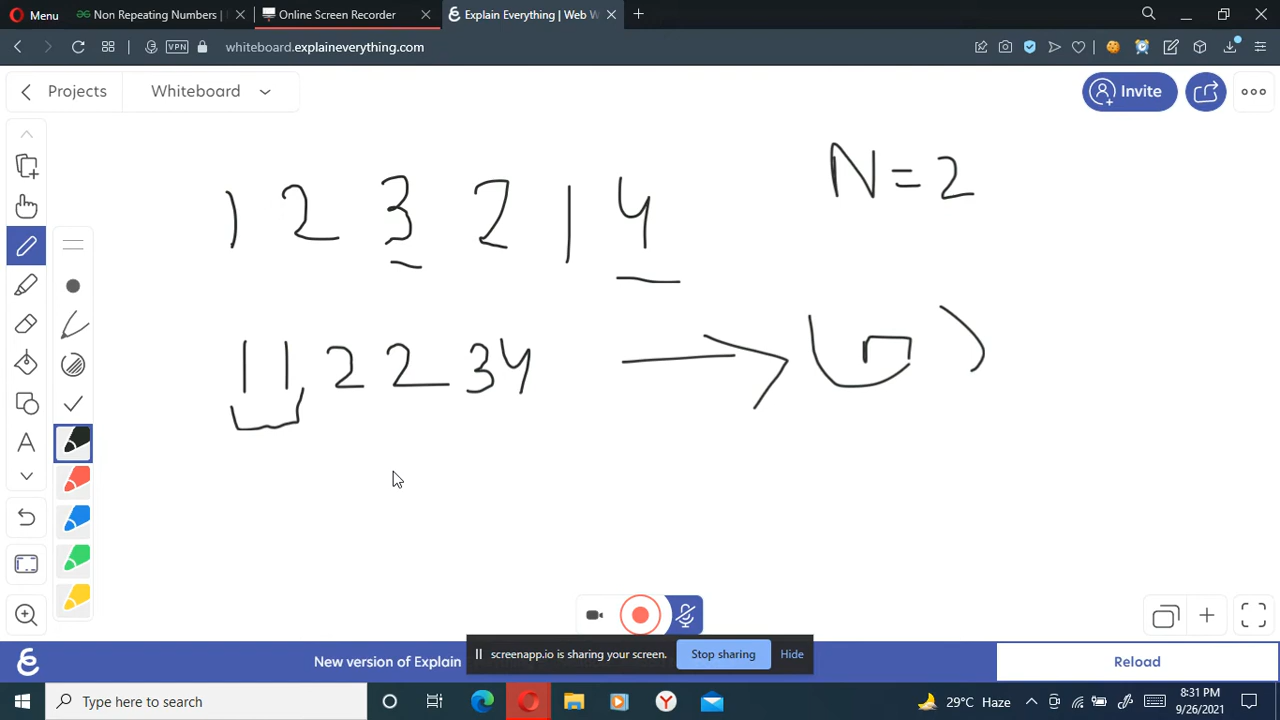 Menu
Non Repeating Numbers |
Online Screen Recorder
Explain Everything | Web W
whiteboard.explaineverything.com
VPN
Projects
Whiteboard
Invite
N=2
1 2 3 2 1 4
1 1 2 2 3 4
A
screenapp.io is sharing your screen.
Stop sharing
Hide
New version of Explain
Reload
Type here to search
29°C Haze
8:31 PM
9/26/2021